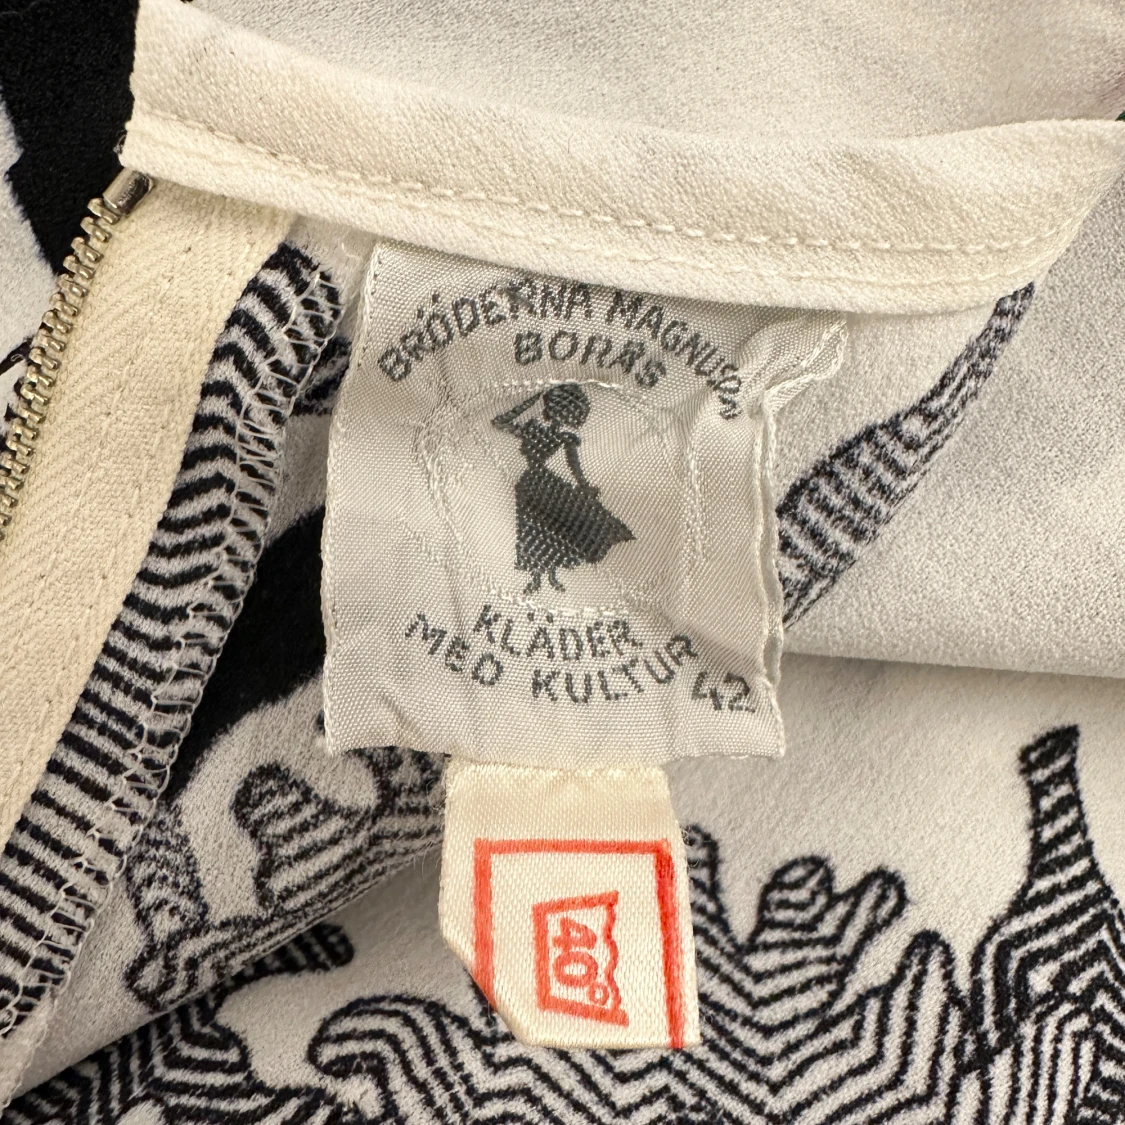 BRÖDERNA MAGNUSON
BORÅS
KLÄDER
MED KULTUR
42
40°